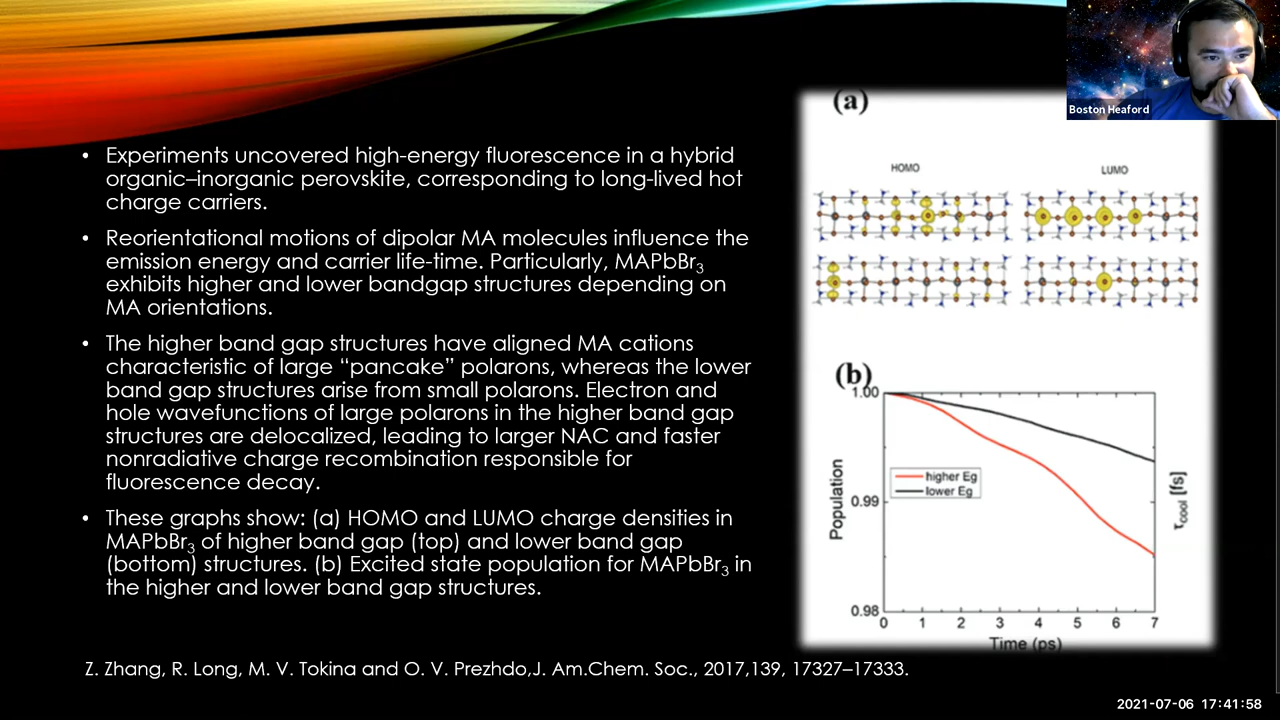 Boston Heaford
• Experiments uncovered high-energy fluorescence in a hybrid
organic–inorganic perovskite, corresponding to long-lived hot
charge carriers.
• Reorientational motions of dipolar MA molecules influence the
emission energy and carrier life-time. Particularly, MAPbBr3
exhibits higher and lower bandgap structures depending on
MA orientations.
• The higher band gap structures have aligned MA cations
characteristic of large “pancake” polarons, whereas the lower
band gap structures arise from small polarons. Electron and
hole wavefunctions of large polarons in the higher band gap
structures are delocalized, leading to larger NAC and faster
nonradiative charge recombination responsible for
fluorescence decay.
• These graphs show: (a) HOMO and LUMO charge densities in
MAPbBr3 of higher band gap (top) and lower band gap
(bottom) structures. (b) Excited state population for MAPbBr3 in
the higher and lower band gap structures.
(a)
HOMO LUMO
(b)
1.00
0.99
0.98
Population
higher Eg
lower Eg
τcool [fs]
0 1 2 3 4 5 6 7
Time (ps)
Z. Zhang, R. Long, M. V. Tokina and O. V. Prezhdo,J. Am.Chem. Soc., 2017,139, 17327–17333.
2021-07-06 17:41:58